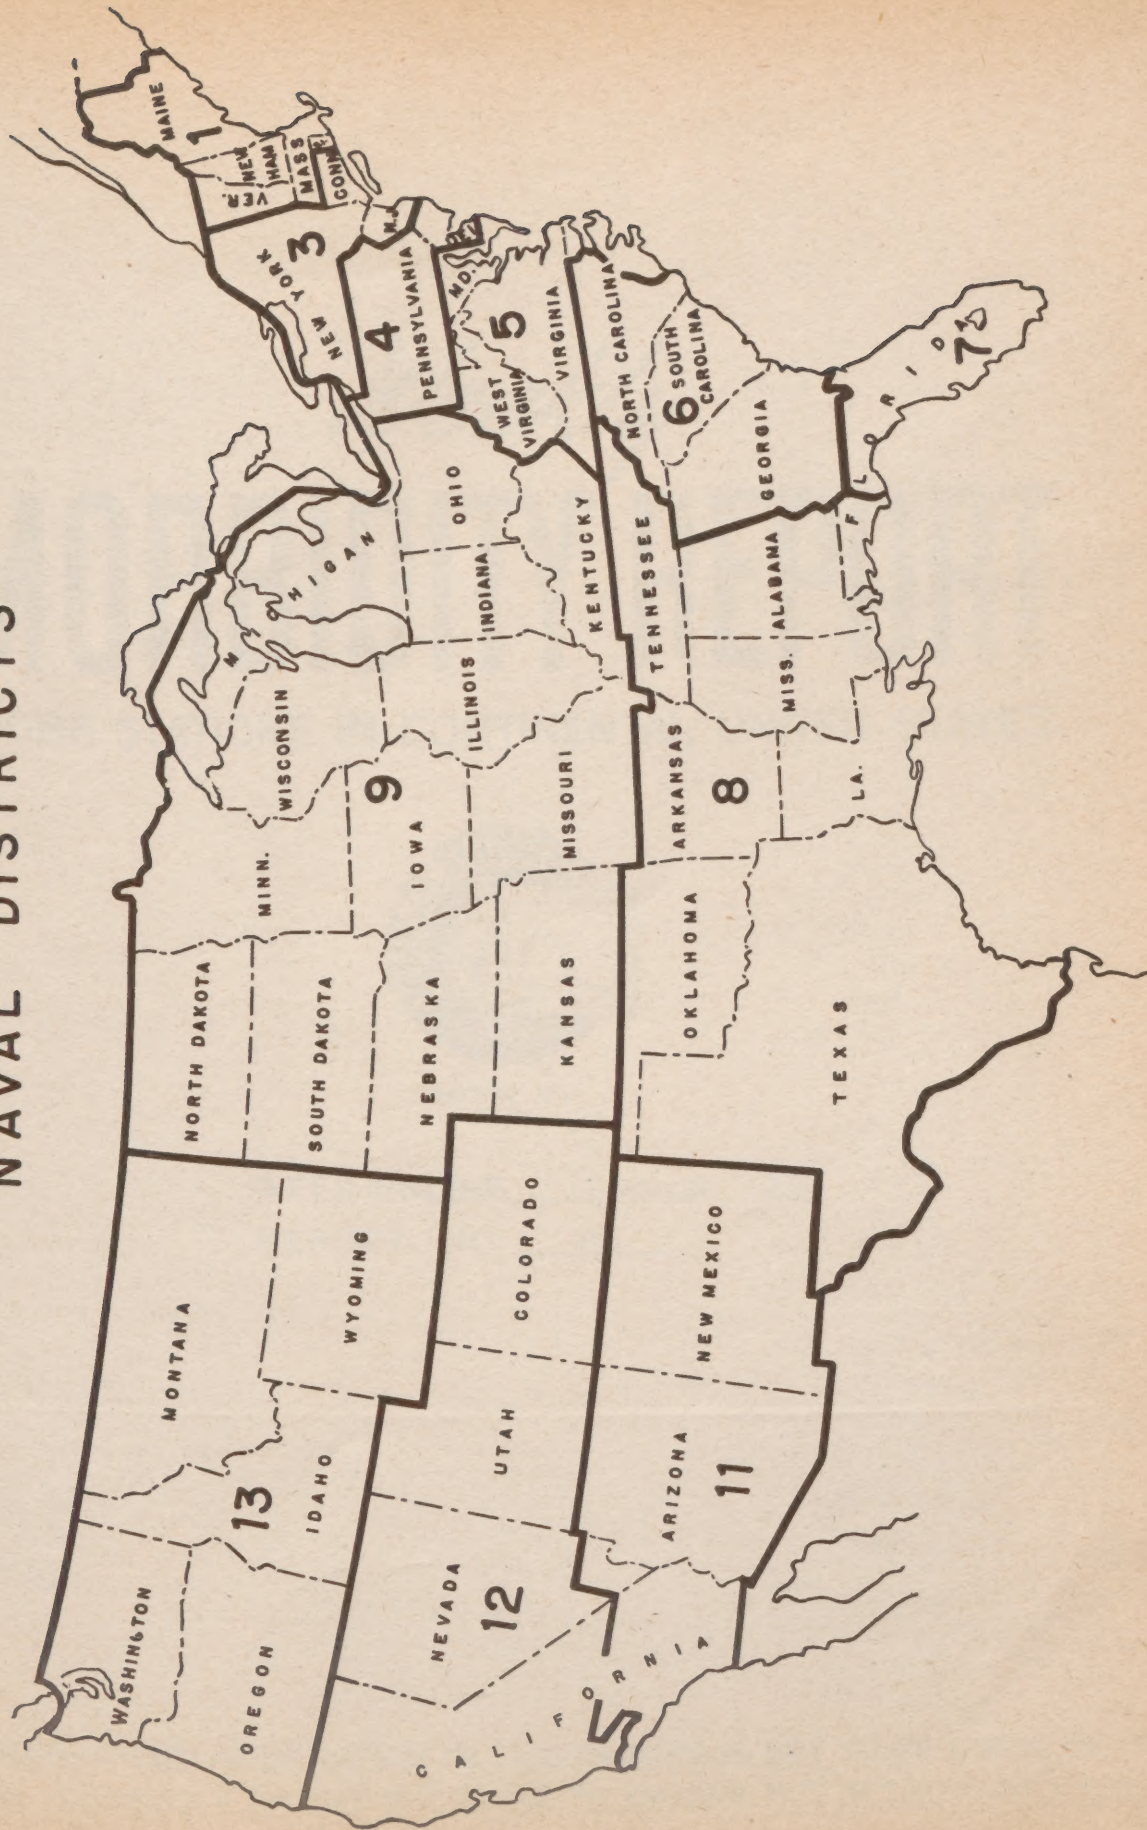 NAVAL DISTRICTS
WASHINGTON
OREGON
CALIFORNIA
13
IDAHO
MONTANA
WYOMING
NEVADA
12
UTAH
COLORADO
ARIZONA
11
NEW MEXICO
NORTH DAKOTA
SOUTH DAKOTA
NEBRASKA
KANSAS
OKLAHOMA
TEXAS
MINN.
IOWA
9
MISSOURI
WISCONSIN
ILLINOIS
MICHIGAN
INDIANA
OHIO
KENTUCKY
TENNESSEE
ARKANSAS
8
LA.
MISS.
ALABAMA
GEORGIA
6
SOUTH
CAROLINA
NORTH CAROLINA
FLORIDA
7
WEST
VIRGINIA
VIRGINIA
5
MD.
DEL
4
PENNSYLVANIA
N.J.
NEW YORK
3
CONN
R.I.
MASS
VER.
NEW
HAM
1
MAINE